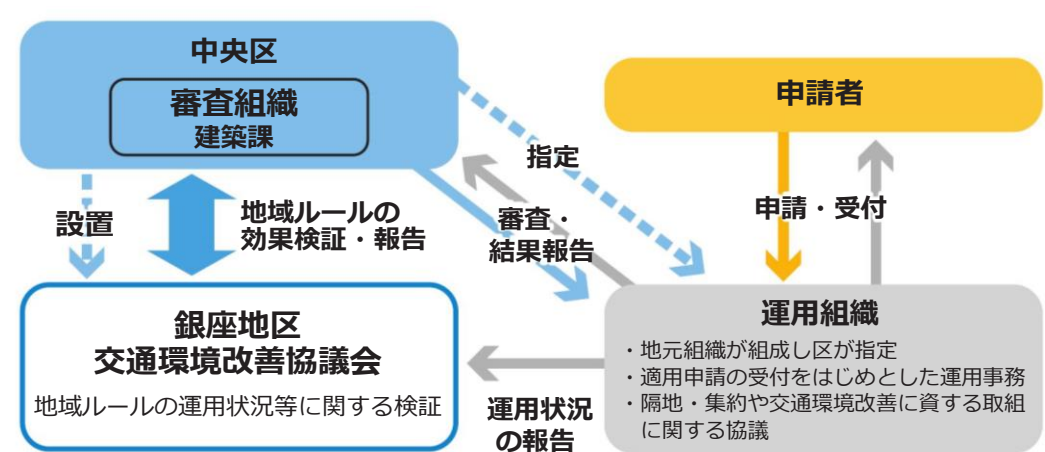 中央区
審査組織
建築課
申請者
指定
設置
地域ルールの
効果検証・報告
審査・
結果報告
申請・受付
銀座地区
交通環境改善協議会
地域ルールの運用状況等に関する検証
運用状況
の報告
運用組織
・地元組織が組成し区が指定
・適用申請の受付をはじめとした運用事務
・隔地・集約や交通環境改善に資する取組
に関する協議